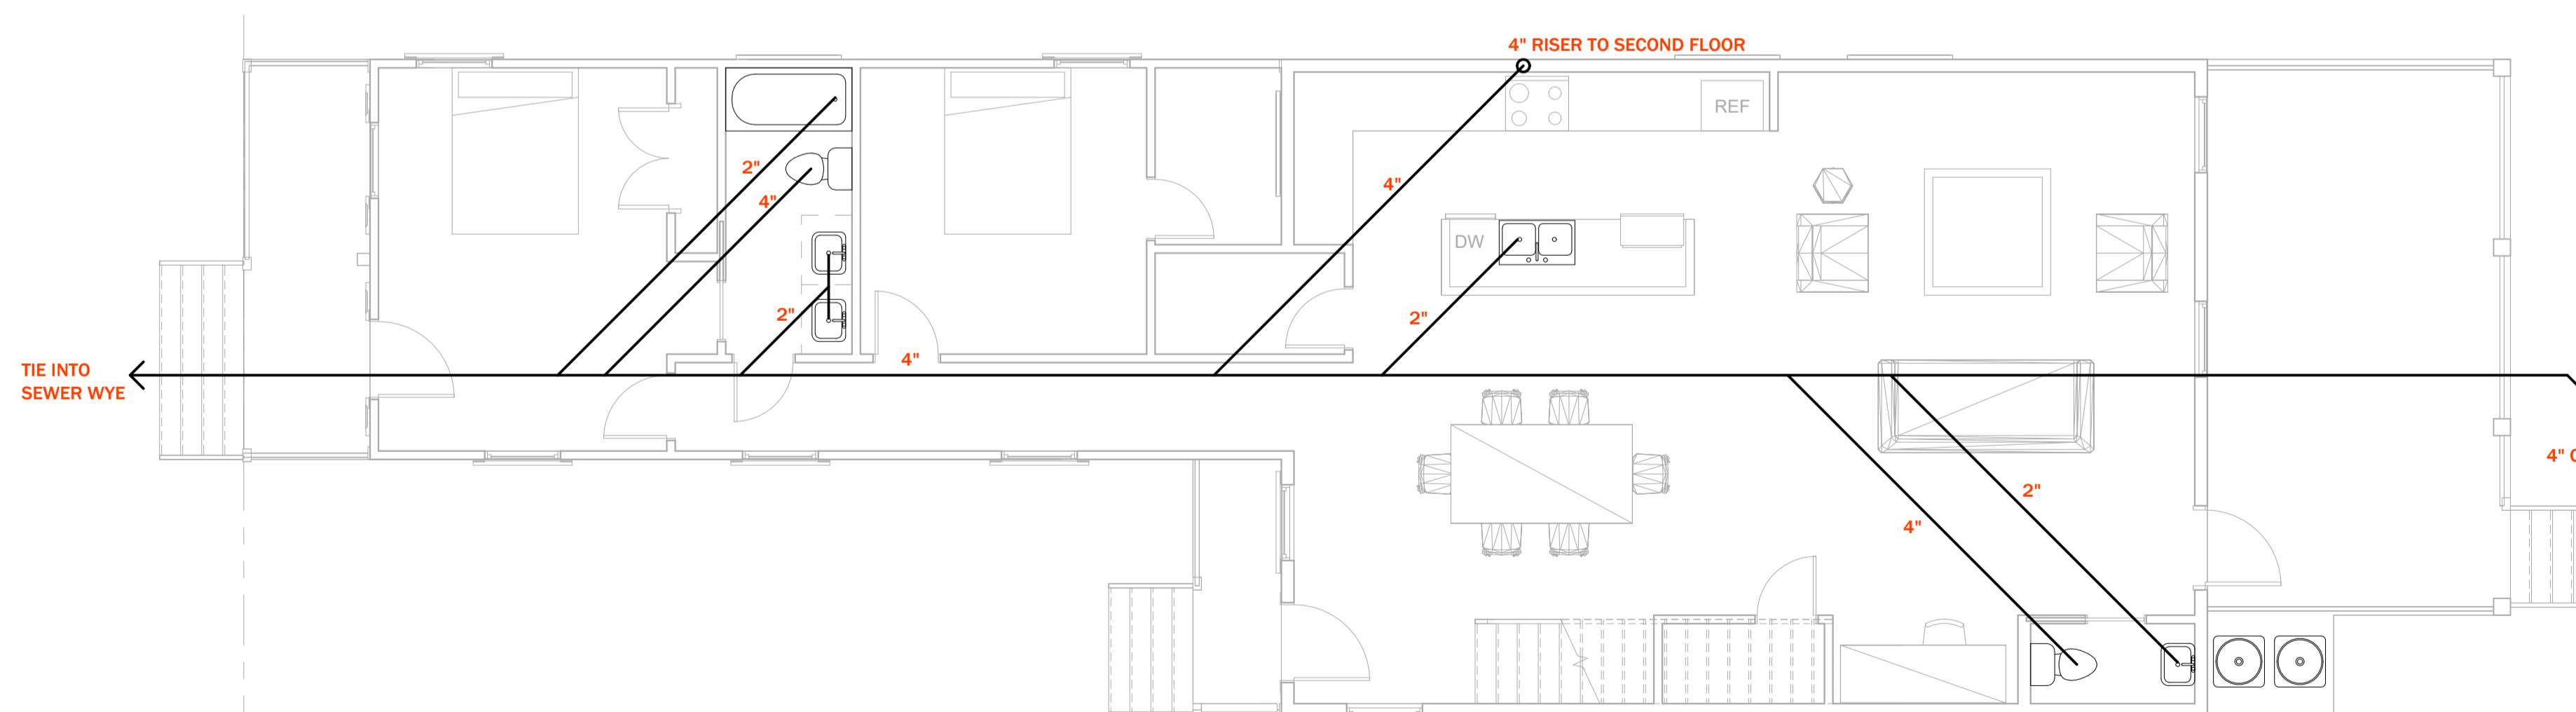 4" RISER TO SECOND FLOOR
REF
2"
4"
4"
DW
2"
2"
4"
TIE INTO
SEWER WYE
4"
2"
4"